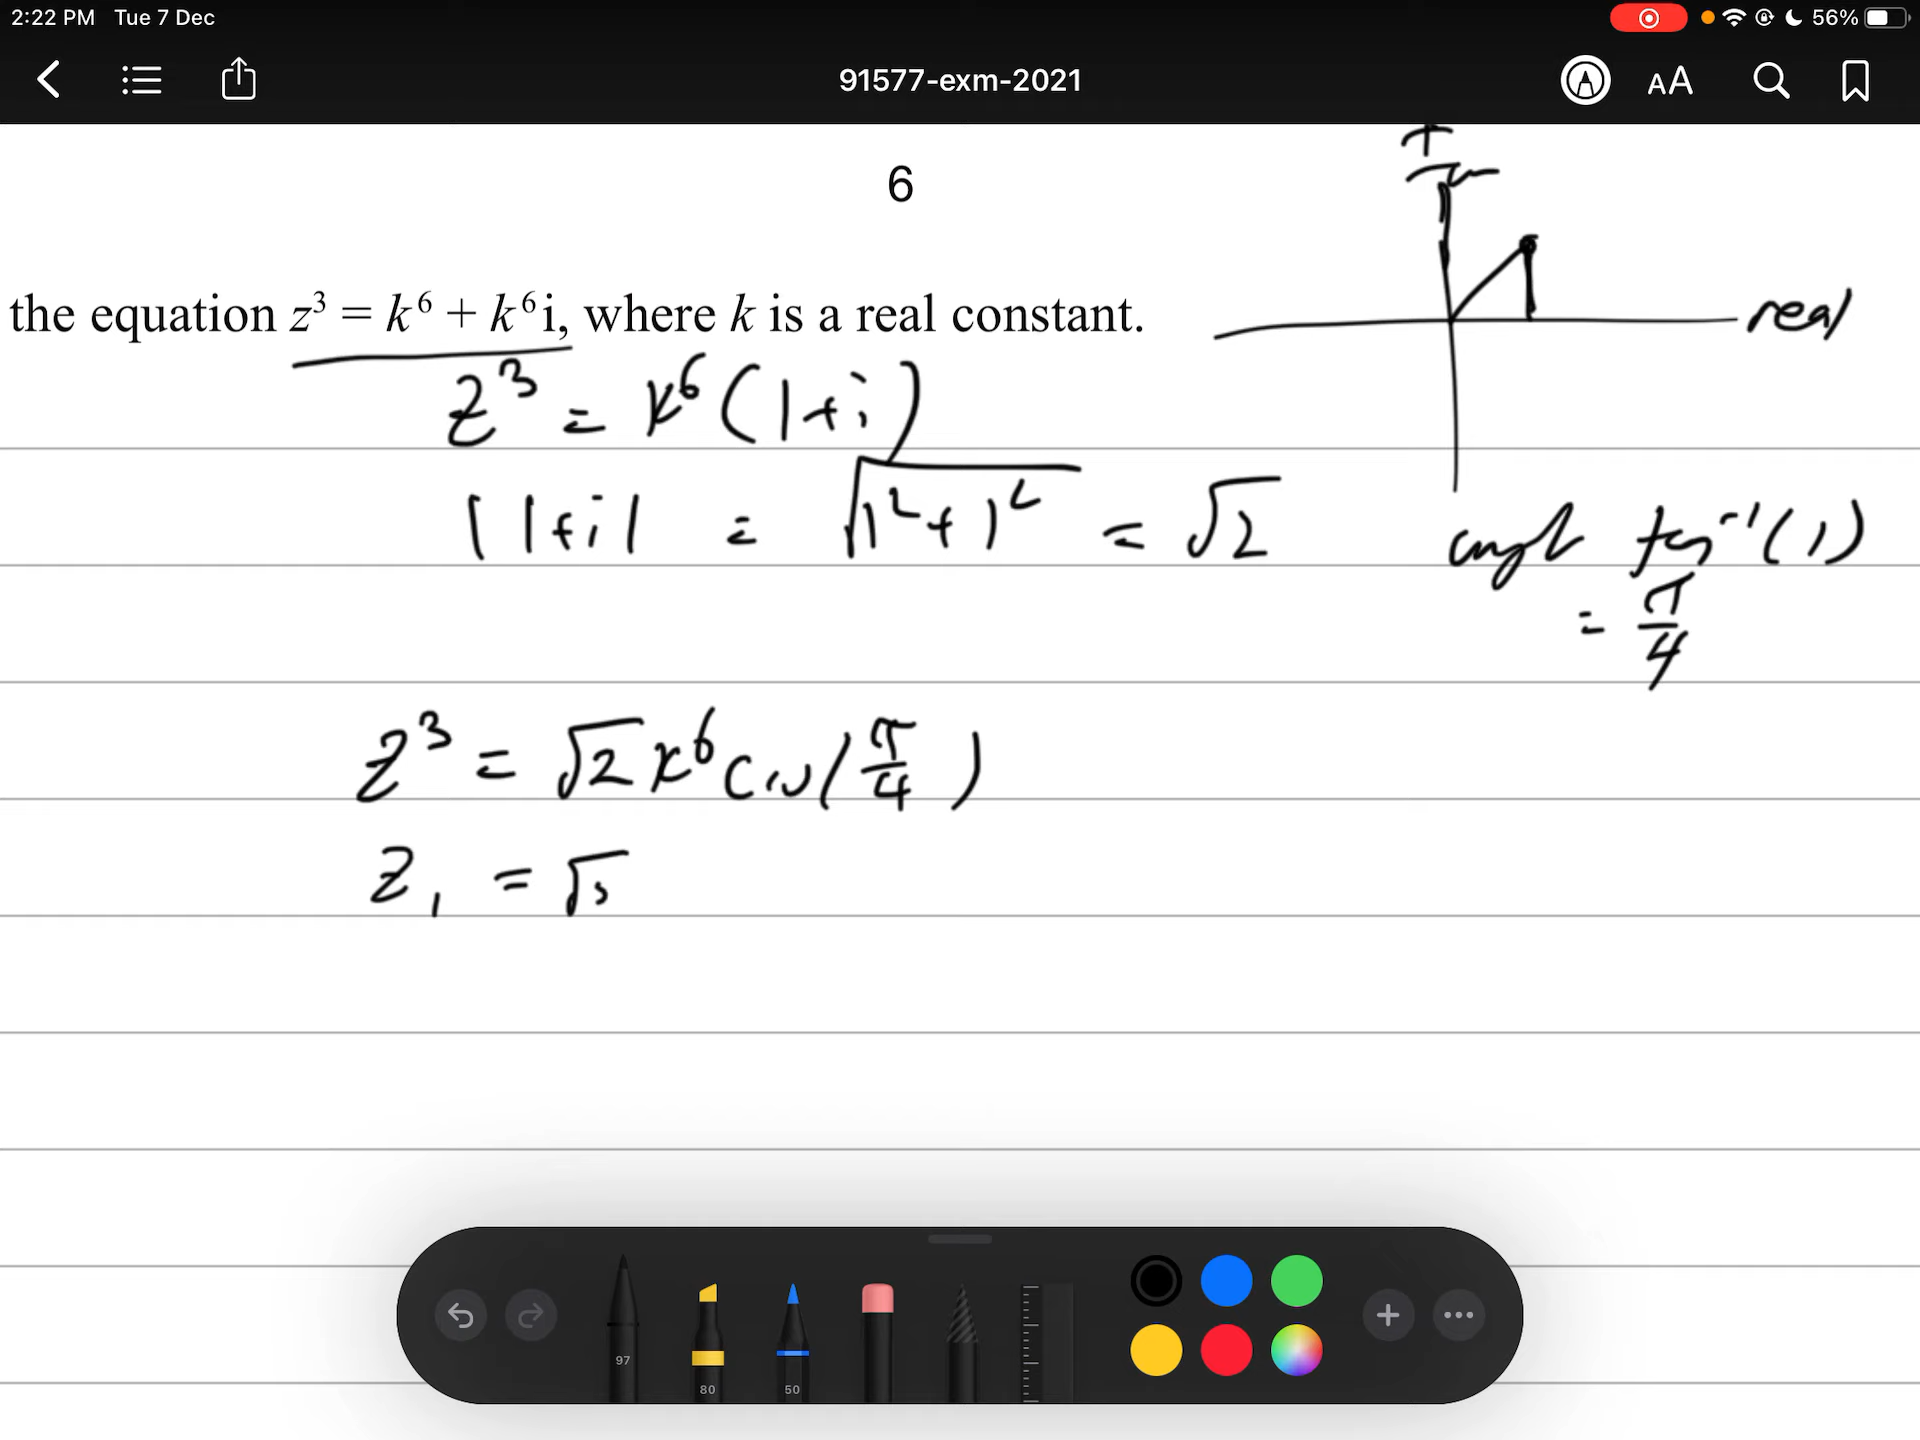 2:22 PM Tue 7 Dec 56%
91577-exm-2021
6
the equation z³ = k⁶ + k⁶i, where k is a real constant.
real
z³ = k⁶(1+i)
|1+i| = √(1²+1²) = √2
angle tan⁻¹(1)
= π/4
z³ = √2 k⁶ cis(π/4)
z₁ =
97
80
50